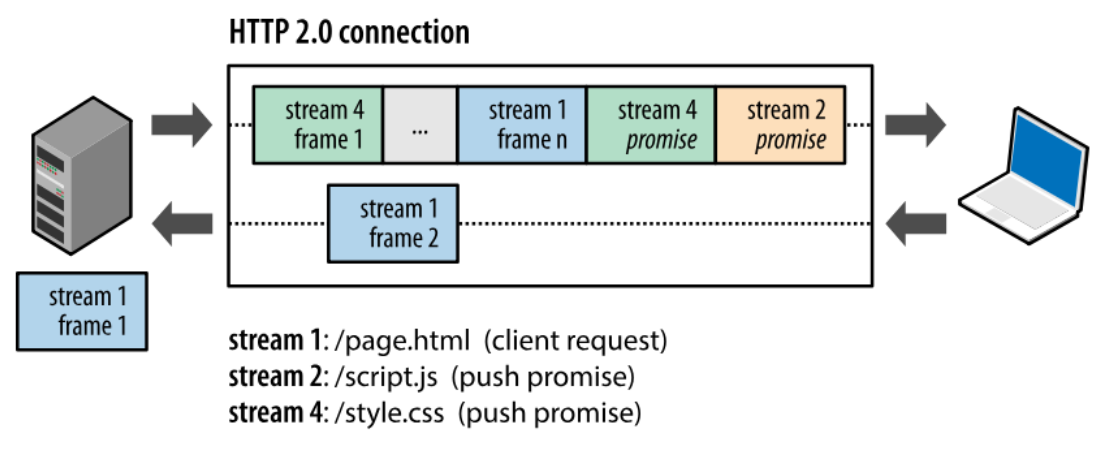 HTTP 2.0 connection
stream 4
frame 1
...
stream 1
frame n
stream 4
promise
stream 2
promise
stream 1
frame 2
stream 1
frame 1
stream 1: /page.html (client request)
stream 2: /script.js (push promise)
stream 4: /style.css (push promise)